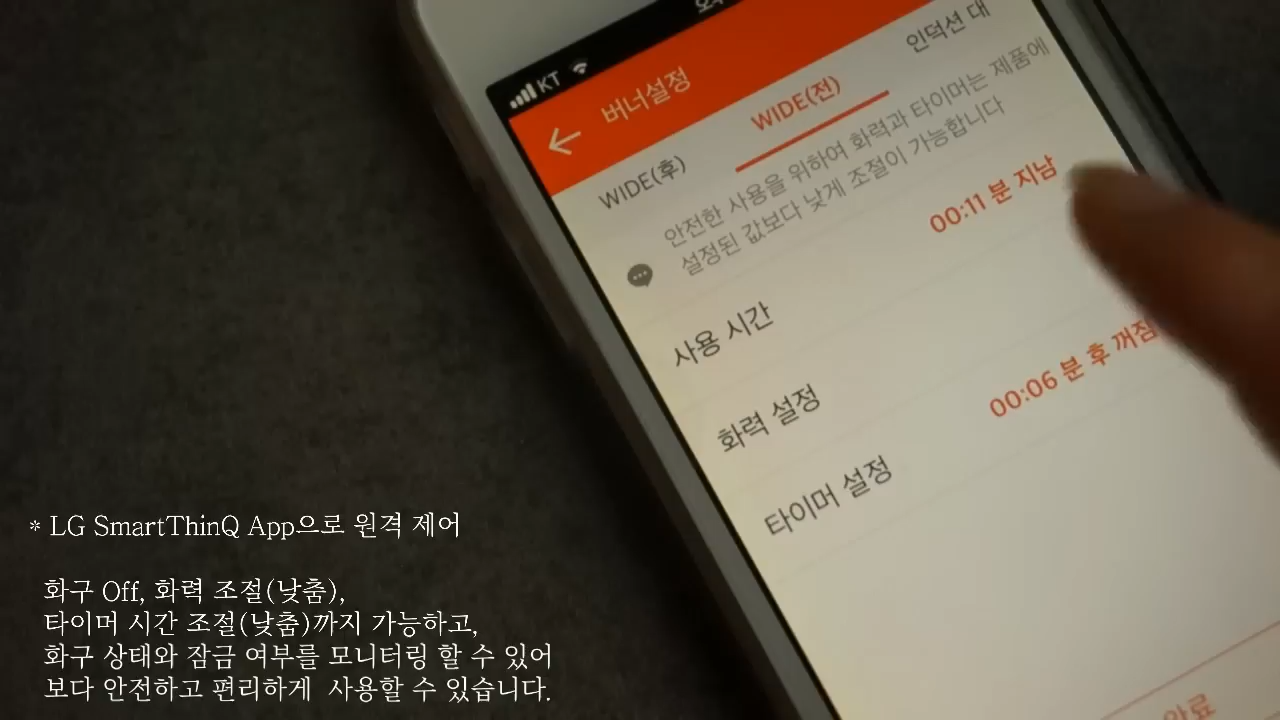 KT
버너설정
WIDE(후)
WIDE(전)
인덕션 대
안전한 사용을 위하여 화력과 타이머는 제품에
설정된 값보다 낮게 조절이 가능합니다
사용 시간
00:11 분 지남
화력 설정
타이머 설정
00:06 분 후 꺼짐
완료
* LG SmartThinQ App으로 원격 제어
화구 Off, 화력 조절(낮춤),
타이머 시간 조절(낮춤)까지 가능하고,
화구 상태와 잠금 여부를 모니터링 할 수 있어
보다 안전하고 편리하게 사용할 수 있습니다.